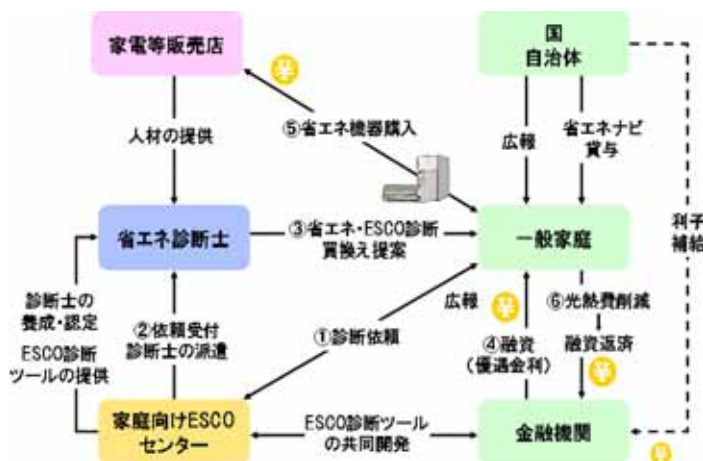 家電等販売店
¥
国
自治体
人材の提供
⑤省エネ機器購入
広報
省エネナビ
貸与
省エネ診断士
③省エネ・ESCO診断
買換え提案
一般家庭
利子
補給
診断士の
養成・認定
ESCO診断
ツールの提供
②依頼受付
診断士の派遣
①診断依頼
広報
¥
④融資
(優遇金利)
⑥光熱費削減
融資返済
¥
家庭向けESCO
センター
ESCO診断ツール
の共同開発
金融機関
¥